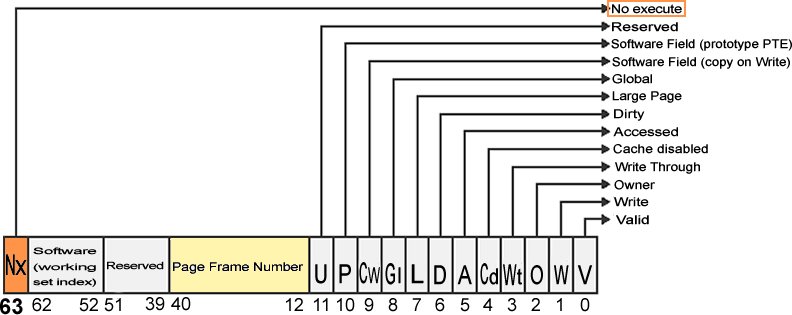 No execute
Reserved
Software Field (prototype PTE)
Software Field (copy on Write)
Global
Large Page
Dirty
Accessed
Cache disabled
Write Through
Owner
Write
Valid
Nx Software (working set index) Reserved Page Frame Number U P Cw Gl L D A Cd Wt O W V
63 62 52 51 39 40 12 11 10 9 8 7 6 5 4 3 2 1 0